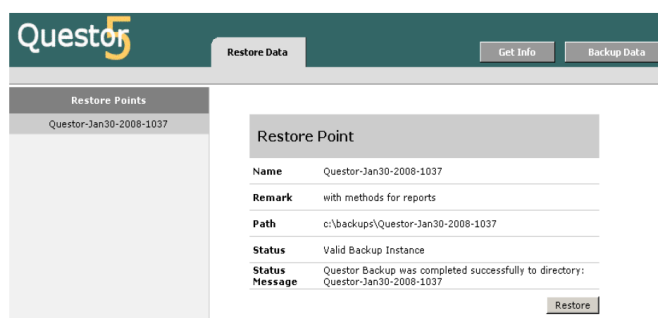 Questor 5
Restore Data
Get Info
Backup Data
Restore Points
Questor-Jan30-2008-1037
Restore Point
Name Questor-Jan30-2008-1037
Remark with methods for reports
Path c:\backups\Questor-Jan30-2008-1037
Status Valid Backup Instance
Status Questor Backup was completed successfully to directory:
Message Questor-Jan30-2008-1037
Restore